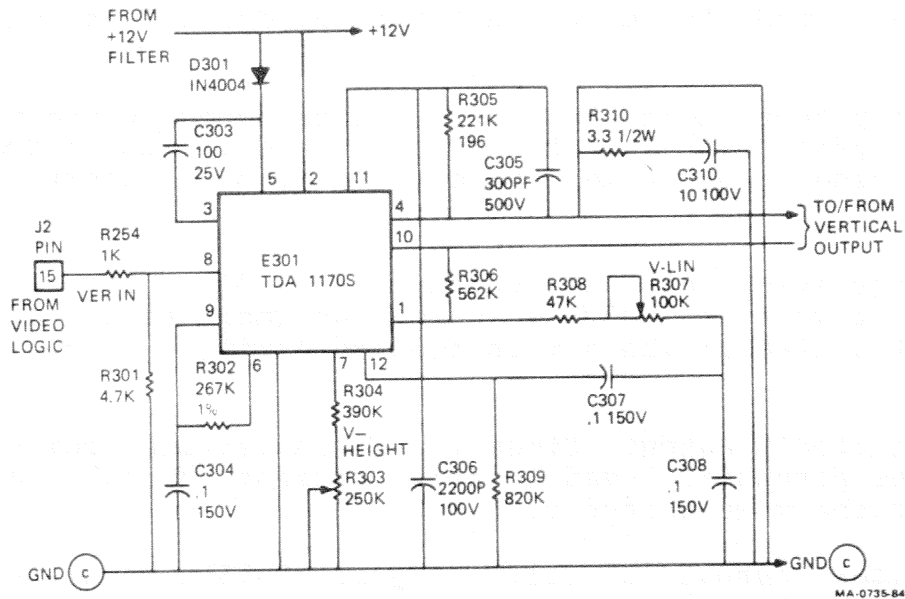 FROM
+12V
FILTER
+12V
D301
IN4004
C303
100
25V
R305
221K
196
C305
300PF
500V
R310
3.3 1/2W
C310
10 100V
5
2
11
3
4
TO/FROM
VERTICAL
OUTPUT
J2
PIN
15
FROM
VIDEO
LOGIC
R254
1K
VER IN
8
10
E301
TDA 1170S
R306
562K
R308
47K
V-LIN
R307
100K
9
1
6
7
12
R301
4.7K
R302
267K
1%
R304
390K
V–
HEIGHT
R303
250K
C307
.1 150V
C304
.1
150V
C306
2200P
100V
R309
820K
C308
.1
150V
GND
C
GND
C
MA-0735-84